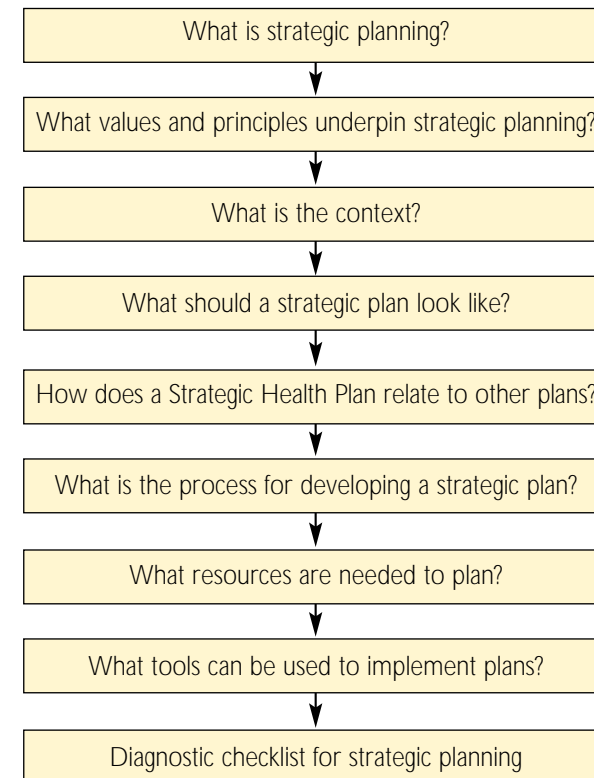 What is strategic planning?
What values and principles underpin strategic planning?
What is the context?
What should a strategic plan look like?
How does a Strategic Health Plan relate to other plans?
What is the process for developing a strategic plan?
What resources are needed to plan?
What tools can be used to implement plans?
Diagnostic checklist for strategic planning